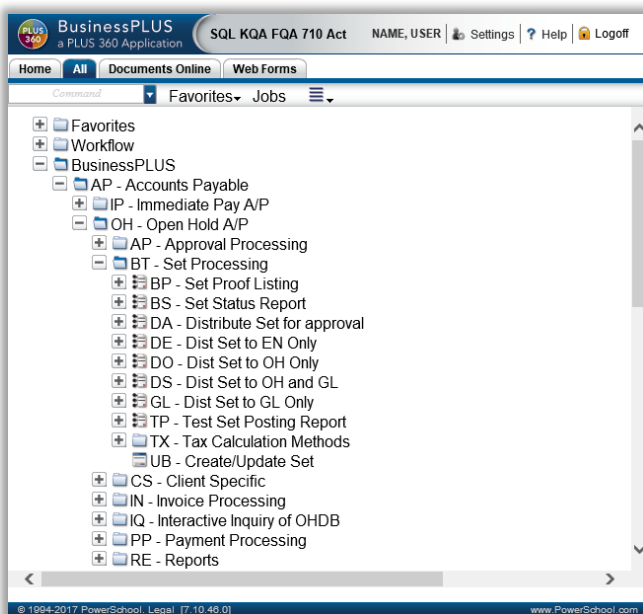 PLUS 360 BusinessPLUS
a PLUS 360 Application
SQL KQA FQA 710 Act
NAME, USER Settings ? Help Logoff
Home All Documents Online Web Forms
Command Favorites Jobs
Favorites
Workflow
BusinessPLUS
AP - Accounts Payable
IP - Immediate Pay A/P
OH - Open Hold A/P
AP - Approval Processing
BT - Set Processing
BP - Set Proof Listing
BS - Set Status Report
DA - Distribute Set for approval
DE - Dist Set to EN Only
DO - Dist Set to OH Only
DS - Dist Set to OH and GL
GL - Dist Set to GL Only
TP - Test Set Posting Report
TX - Tax Calculation Methods
UB - Create/Update Set
CS - Client Specific
IN - Invoice Processing
IQ - Interactive Inquiry of OHDB
PP - Payment Processing
RE - Reports
© 1994-2017 PowerSchool. Legal [7.10.46.0] www.PowerSchool.com